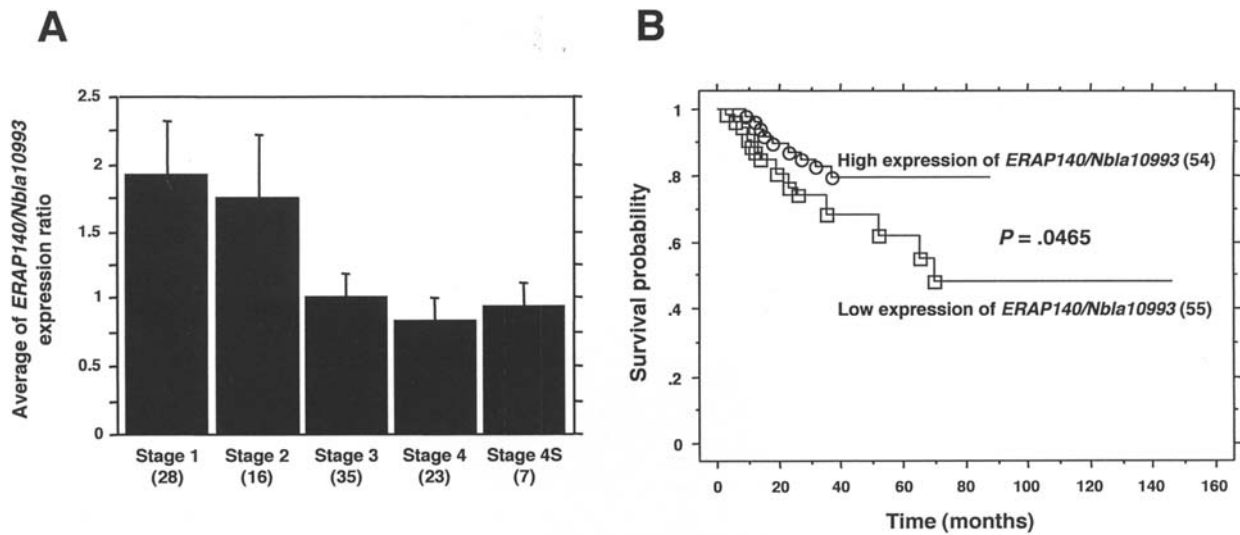 A
Average of ERAP140/Nbla10993
expression ratio
2.5
2
1.5
1
0.5
0
Stage 1
(28)
Stage 2
(16)
Stage 3
(35)
Stage 4
(23)
Stage 4S
(7)
B
Survival probability
1
.8
.6
.4
.2
0
High expression of ERAP140/Nbla10993 (54)
P = .0465
Low expression of ERAP140/Nbla10993 (55)
0 20 40 60 80 100 120 140 160
Time (months)